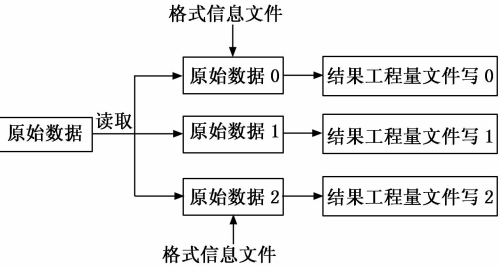 格式信息文件
原始数据 0
结果工程量文件写 0
原始数据
读取
原始数据 1
结果工程量文件写 1
原始数据 2
结果工程量文件写 2
格式信息文件